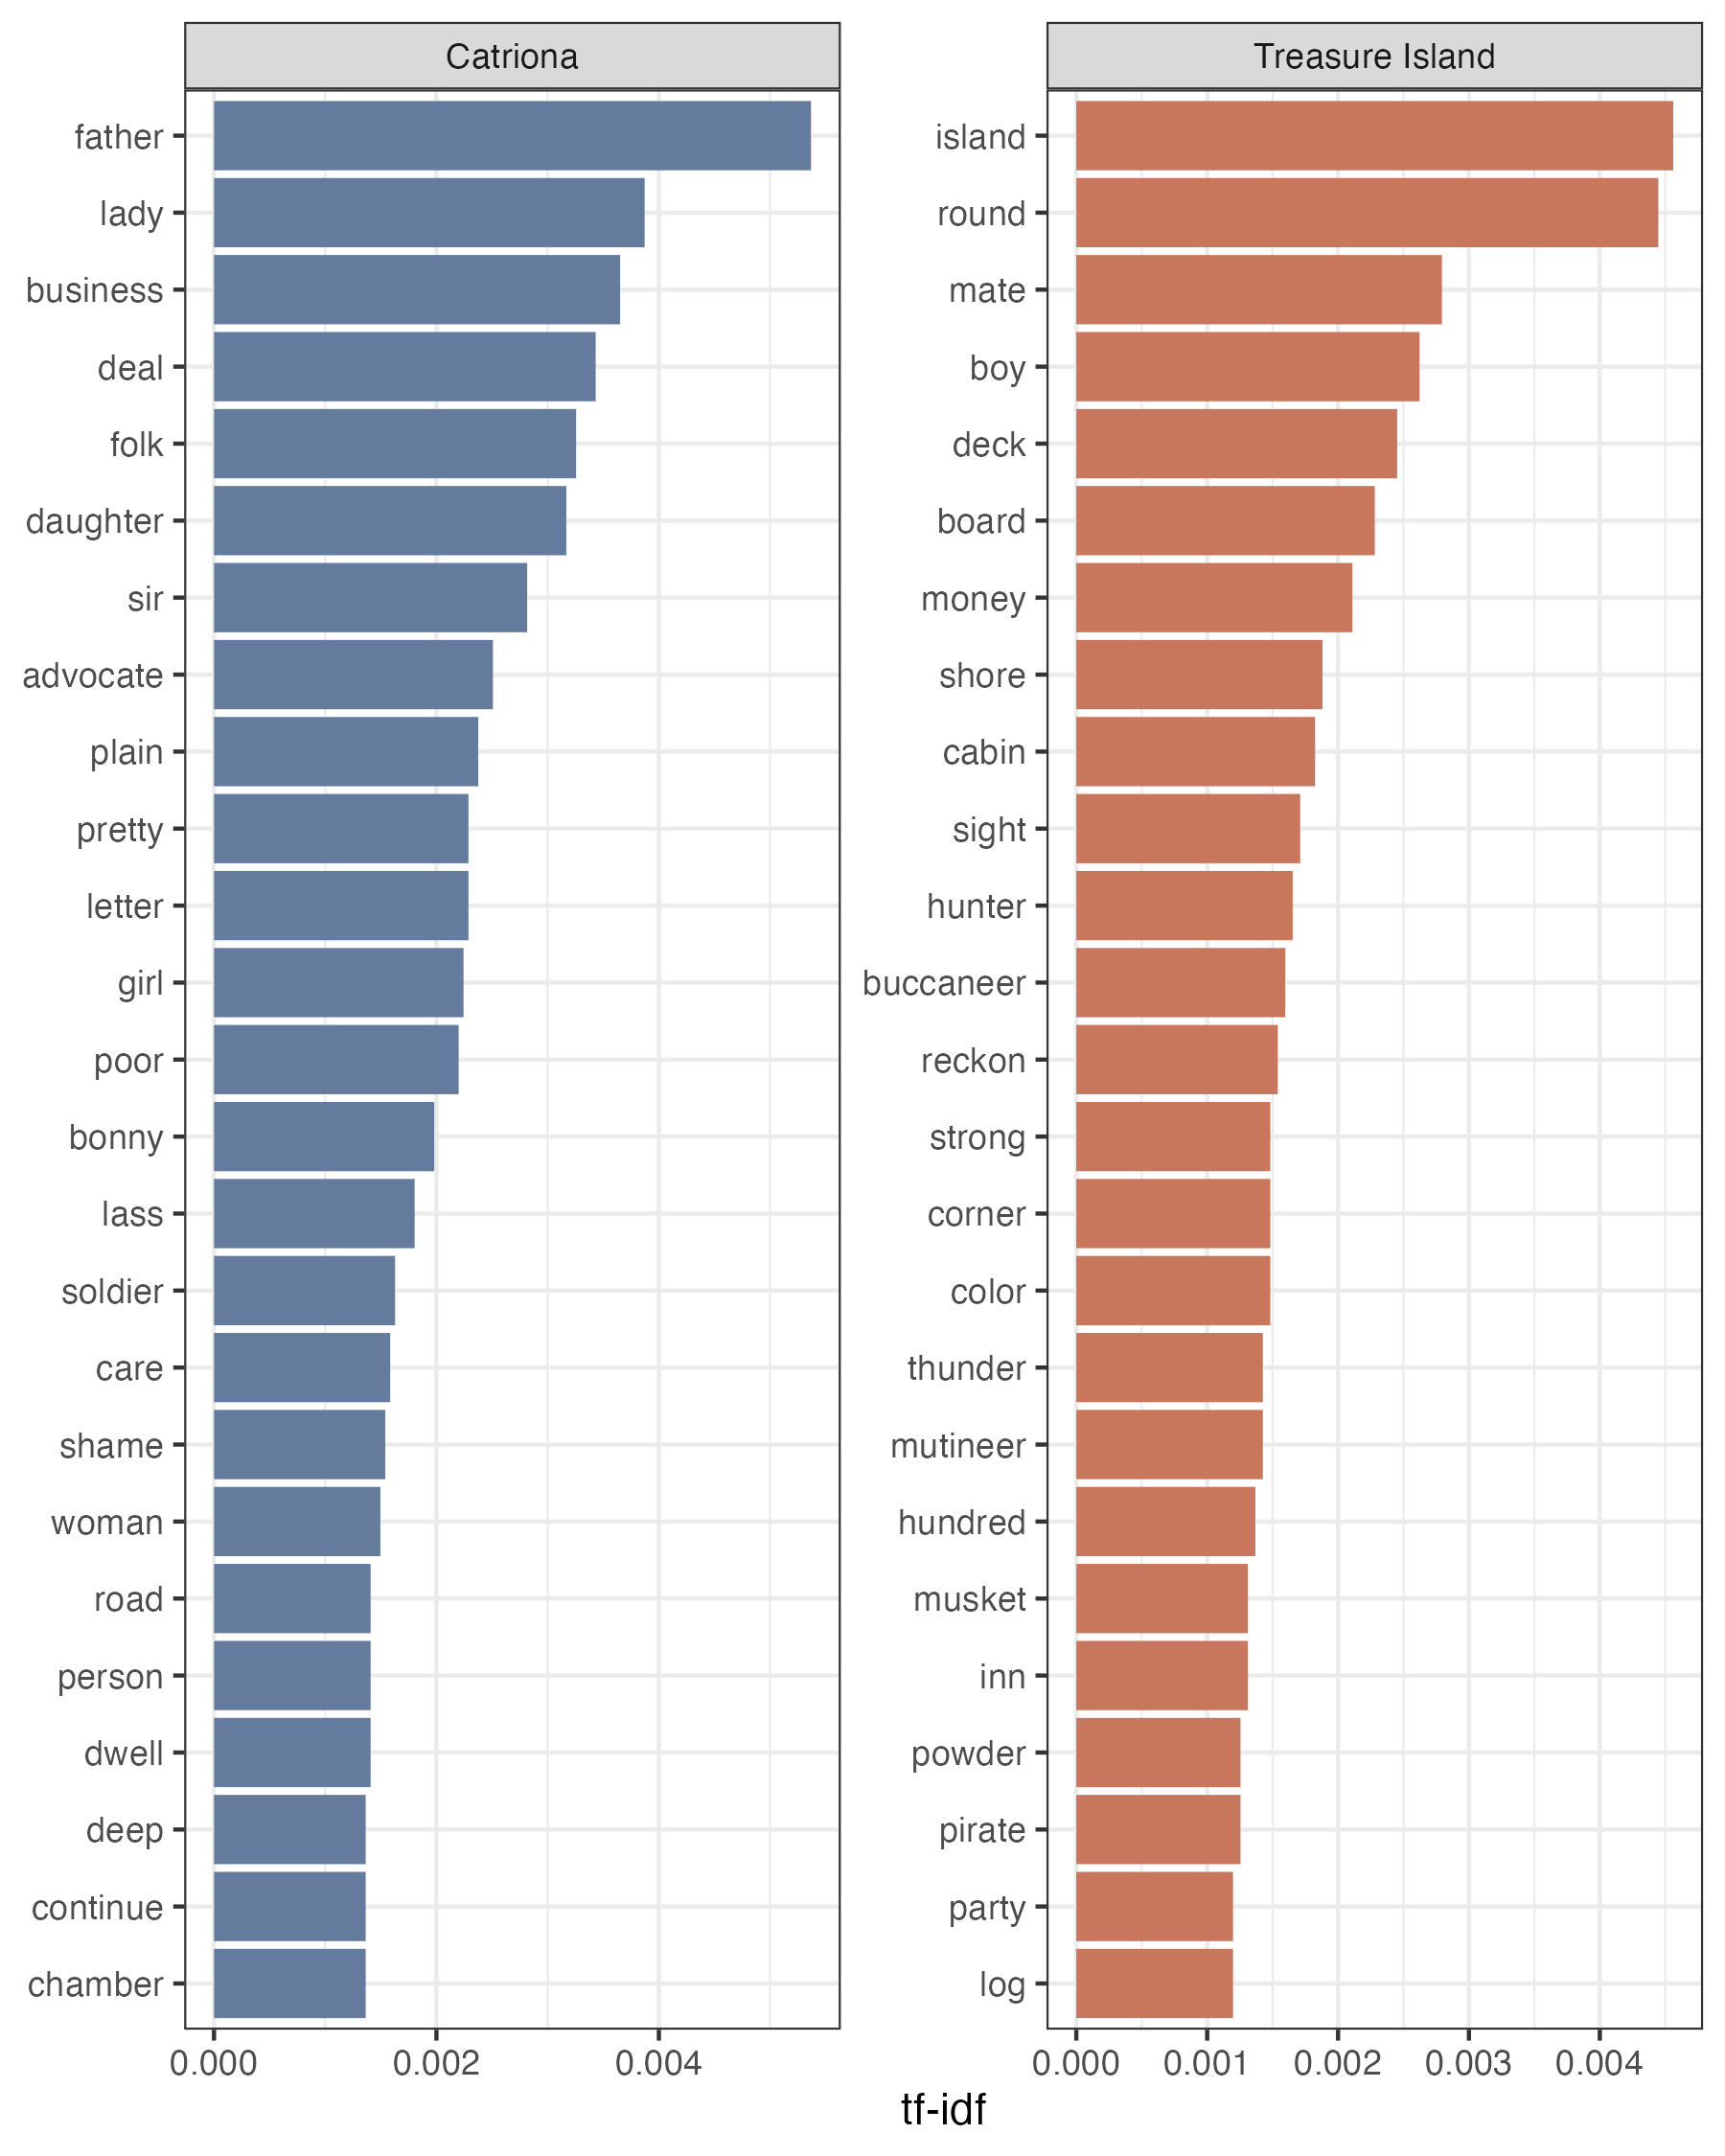 Catriona
father
lady
business
deal
folk
daughter
sir
advocate
plain
pretty
letter
girl
poor
bonny
lass
soldier
care
shame
woman
road
person
dwell
deep
continue
chamber
0.000 0.002 0.004
Treasure Island
island
round
mate
boy
deck
board
money
shore
cabin
sight
hunter
buccaneer
reckon
strong
corner
color
thunder
mutineer
hundred
musket
inn
powder
pirate
party
log
0.000 0.001 0.002 0.003 0.004
tf-idf